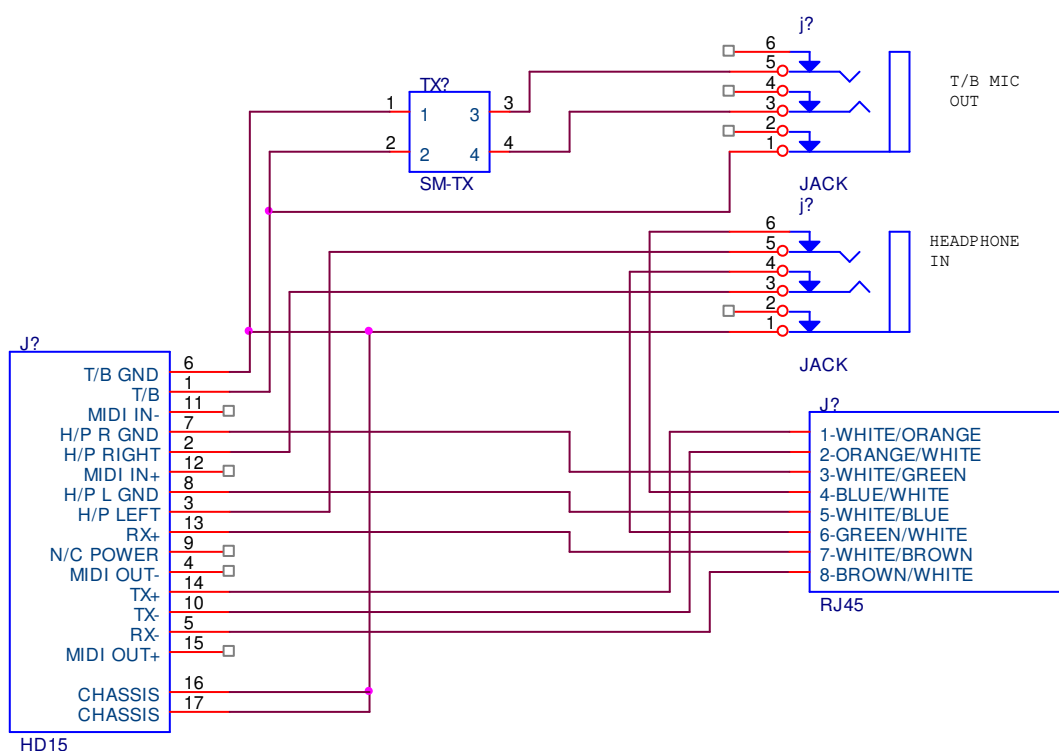 j?
6
5
4
3
2
1
T/B MIC
OUT
JACK
TX?
1
2
1
2
3
4
3
4
SM-TX
j?
6
5
4
3
2
1
HEADPHONE
IN
JACK
J?
T/B GND 6
T/B 1
MIDI IN- 11
H/P R GND 7
H/P RIGHT 2
MIDI IN+ 12
H/P L GND 8
H/P LEFT 3
RX+ 13
N/C POWER 9
MIDI OUT- 4
TX+ 14
TX- 10
RX- 5
MIDI OUT+ 15
CHASSIS 16
CHASSIS 17
HD15
J?
1-WHITE/ORANGE
2-ORANGE/WHITE
3-WHITE/GREEN
4-BLUE/WHITE
5-WHITE/BLUE
6-GREEN/WHITE
7-WHITE/BROWN
8-BROWN/WHITE
RJ45